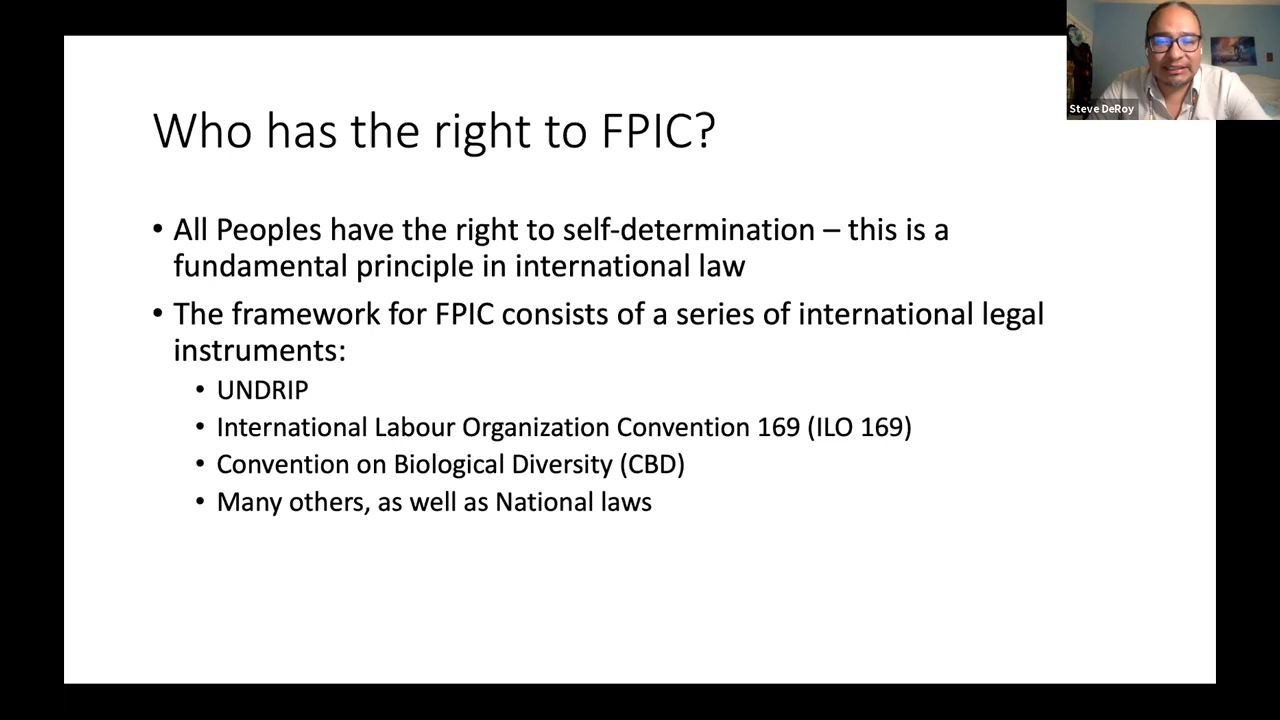 Steve DeRoy
Who has the right to FPIC?
• All Peoples have the right to self-determination – this is a
fundamental principle in international law
• The framework for FPIC consists of a series of international legal
instruments:
• UNDRIP
• International Labour Organization Convention 169 (ILO 169)
• Convention on Biological Diversity (CBD)
• Many others, as well as National laws